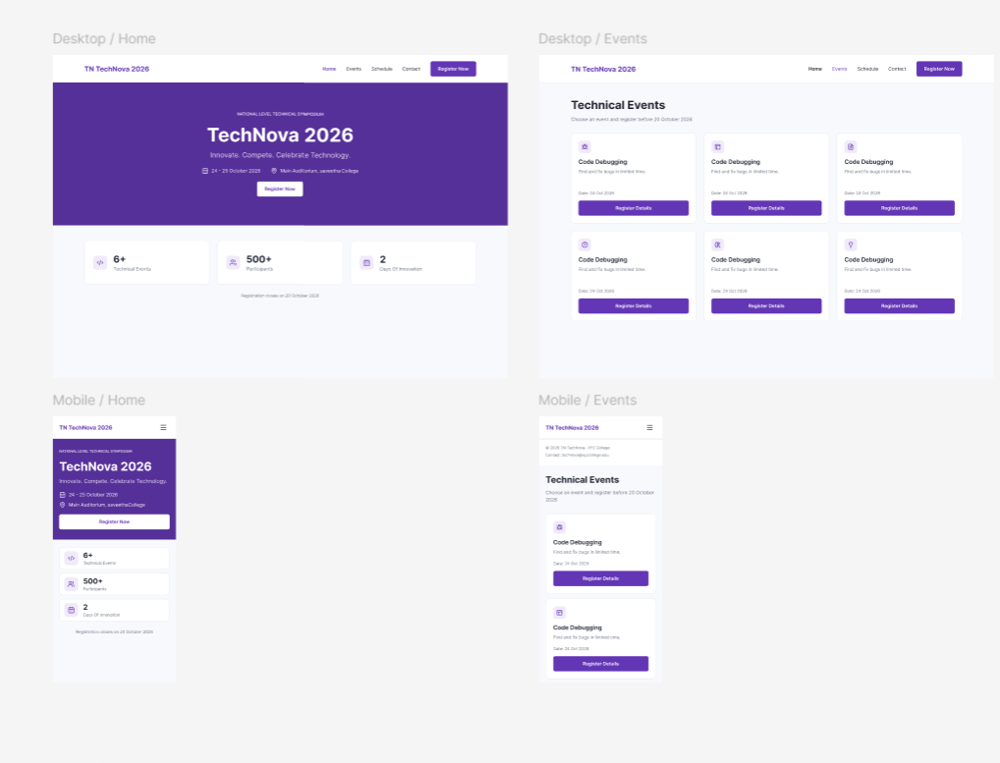 Desktop / Home
TN TechNova 2026
Home Events Schedule Contact Register Now
NATIONAL LEVEL TECHNICAL SYMPOSIUM
TechNova 2026
Innovate. Compete. Celebrate Technology.
24 - 25 October 2026 Main Auditorium, saveetha College
Register Now
6+
Technical Events
500+
Participants
2
Days Of Innovation
Registration closes on 20 October 2026
Desktop / Events
TN TechNova 2026
Home Events Schedule Contact Register Now
Technical Events
Choose an event and register before 20 October 2026.
Code Debugging
Find and fix bugs in limited time.
Date: 24 Oct 2026
Register Details
Code Debugging
Find and fix bugs in limited time.
Date: 24 Oct 2026
Register Details
Code Debugging
Find and fix bugs in limited time.
Date: 24 Oct 2026
Register Details
Code Debugging
Find and fix bugs in limited time.
Date: 24 Oct 2026
Register Details
Code Debugging
Find and fix bugs in limited time.
Date: 24 Oct 2026
Register Details
Code Debugging
Find and fix bugs in limited time.
Date: 24 Oct 2026
Register Details
Mobile / Home
TN TechNova 2026
NATIONAL LEVEL TECHNICAL SYMPOSIUM
TechNova 2026
Innovate. Compete. Celebrate Technology.
24 - 25 October 2026
Main Auditorium, saveetha College
Register Now
6+
Technical Events
500+
Participants
2
Days Of Innovation
Registration closes on 20 October 2026
Mobile / Events
TN TechNova 2026
© 2026 TN TechNova. XYZ College
Contact:
Technical Events
Choose an event and register before 20 October
2026.
Code Debugging
Find and fix bugs in limited time.
Date: 24 Oct 2026
Register Details
Code Debugging
Find and fix bugs in limited time.
Date: 24 Oct 2026
Register Details